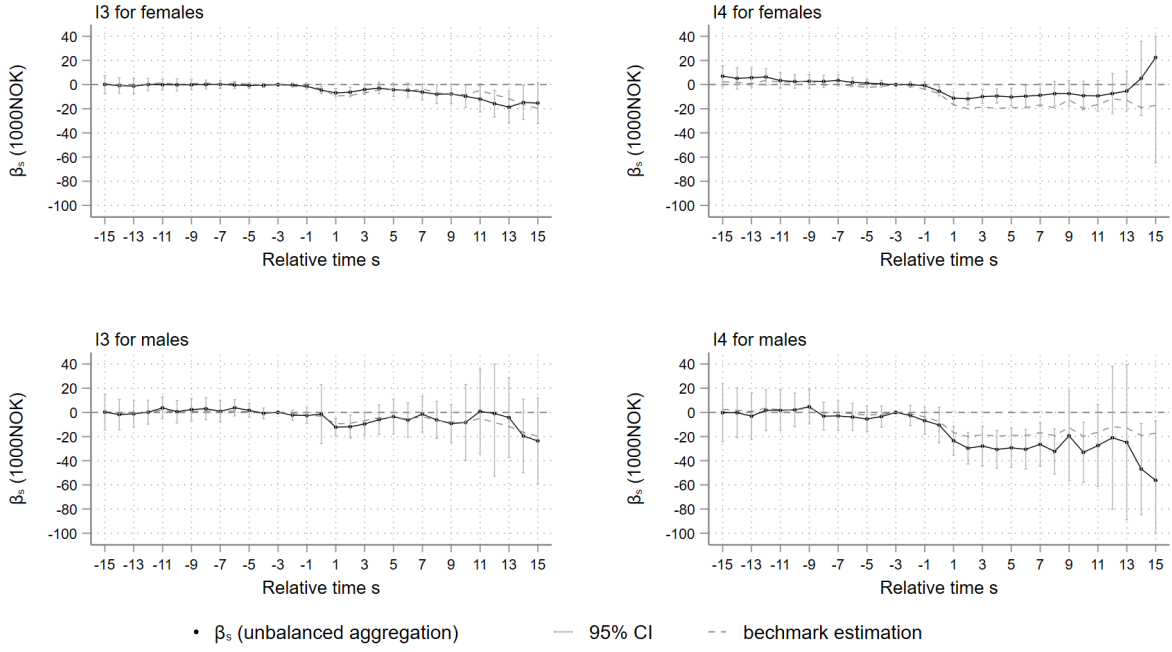 I3 for females
40
20
0
-20
-40
-60
-80
-100
βₛ (1000NOK)
-15 -13 -11 -9 -7 -5 -3 -1 1 3 5 7 9 11 13 15
Relative time s
I4 for females
40
20
0
-20
-40
-60
-80
-100
βₛ (1000NOK)
-15 -13 -11 -9 -7 -5 -3 -1 1 3 5 7 9 11 13 15
Relative time s
I3 for males
40
20
0
-20
-40
-60
-80
-100
βₛ (1000NOK)
-15 -13 -11 -9 -7 -5 -3 -1 1 3 5 7 9 11 13 15
Relative time s
I4 for males
40
20
0
-20
-40
-60
-80
-100
βₛ (1000NOK)
-15 -13 -11 -9 -7 -5 -3 -1 1 3 5 7 9 11 13 15
Relative time s
βₛ (unbalanced aggregation) 95% CI bechmark estimation